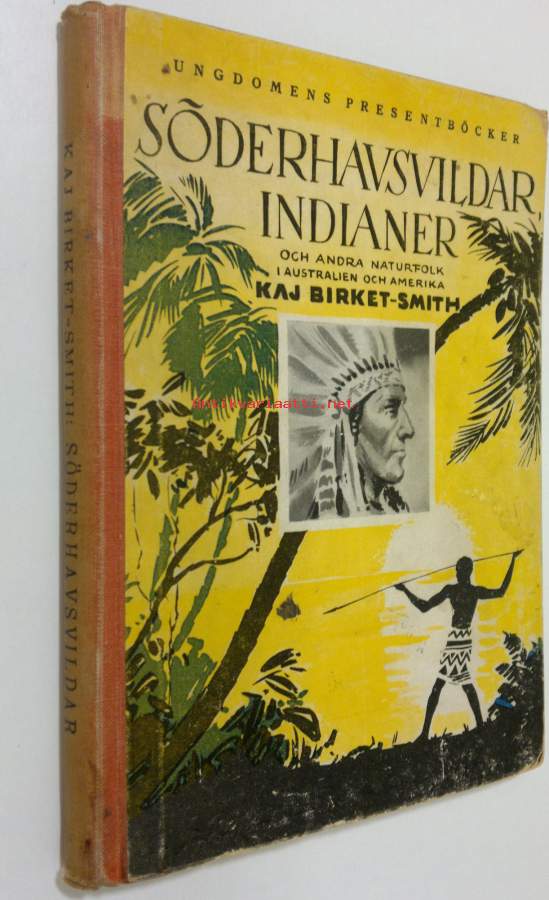 UNGDOMENS PRESENTBÖCKER
SÖDERHAVSVILDAR,
INDIANER
OCH ANDRA NATURFOLK
I AUSTRALIEN OCH AMERIKA
KAJ BIRKET-SMITH
Antikvariaatti.net
KAJ BIRKET-SMITH: SÖDERHAVSVILDAR